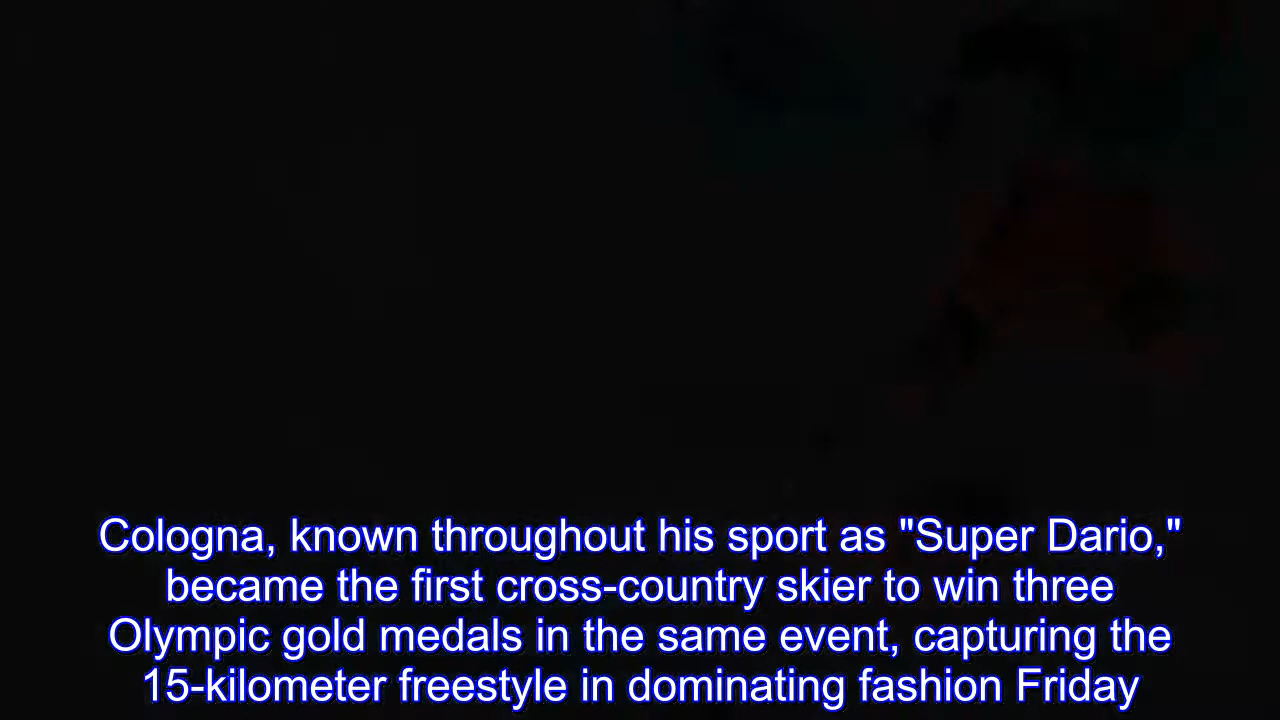 Cologna, known throughout his sport as "Super Dario,"
became the first cross-country skier to win three
Olympic gold medals in the same event, capturing the
15-kilometer freestyle in dominating fashion Friday